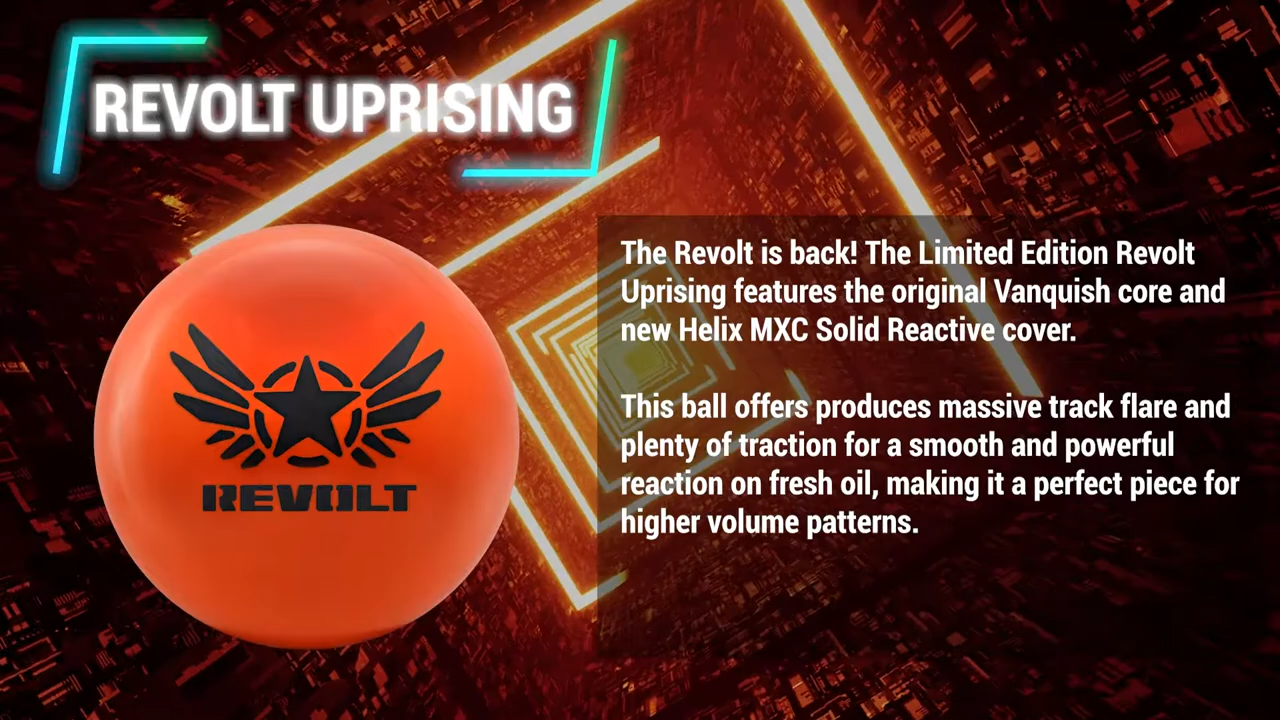 REVOLT UPRISING
The Revolt is back! The Limited Edition Revolt
Uprising features the original Vanquish core and
new Helix MXC Solid Reactive cover.
This ball offers produces massive track flare and
plenty of traction for a smooth and powerful
reaction on fresh oil, making it a perfect piece for
higher volume patterns.
REVOLT